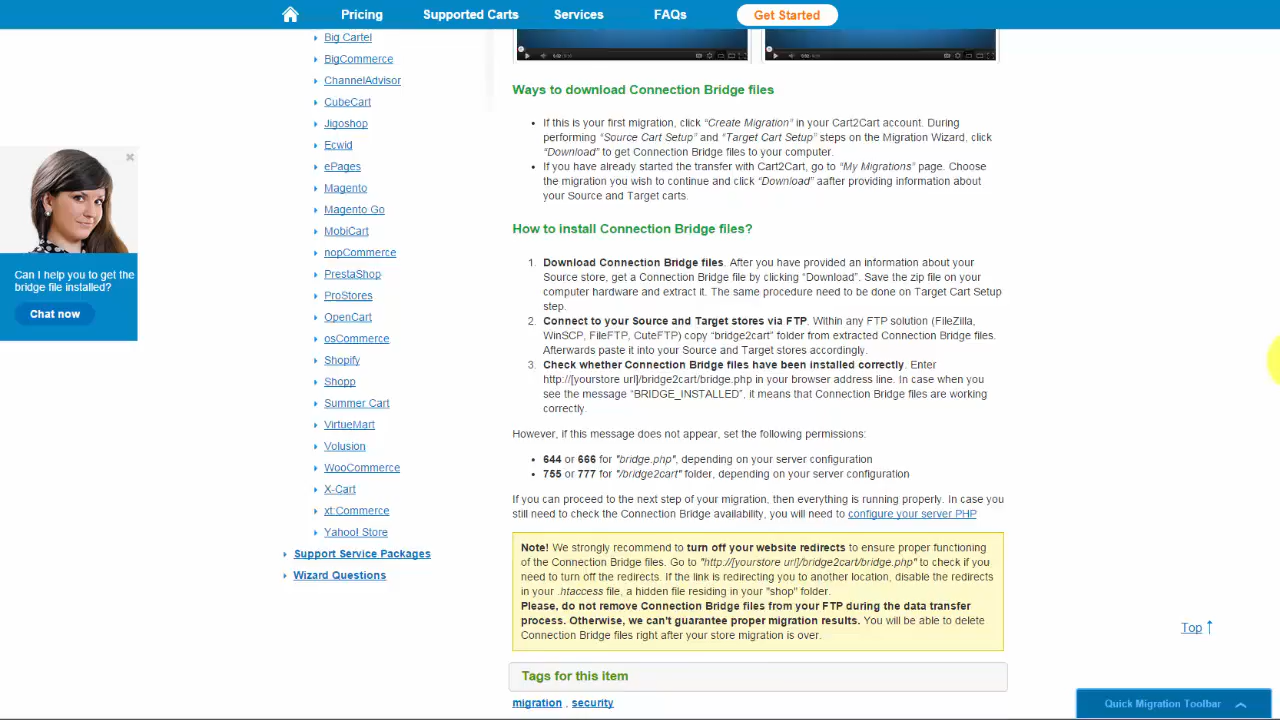 Pricing Supported Carts Services FAQs Get Started
Big Cartel
BigCommerce
ChannelAdvisor
CubeCart
Jigoshop
Ecwid
ePages
Magento
Magento Go
MobiCart
nopCommerce
PrestaShop
ProStores
OpenCart
osCommerce
Shopify
Shopp
Summer Cart
VirtueMart
Volusion
WooCommerce
X-Cart
xt:Commerce
Yahoo! Store
Support Service Packages
Wizard Questions
Can I help you to get the
bridge file installed?
Chat now
Ways to download Connection Bridge files
If this is your first migration, click “Create Migration” in your Cart2Cart account. During
performing “Source Cart Setup” and “Target Cart Setup” steps on the Migration Wizard, click
“Download” to get Connection Bridge files to your computer.
If you have already started the transfer with Cart2Cart, go to “My Migrations” page. Choose
the migration you wish to continue and click “Download” aafter providing information about
your Source and Target carts.
How to install Connection Bridge files?
1. Download Connection Bridge files. After you have provided an information about your
Source store, get a Connection Bridge file by clicking “Download”. Save the zip file on your
computer hardware and extract it. The same procedure need to be done on Target Cart Setup
step.
2. Connect to your Source and Target stores via FTP. Within any FTP solution (FileZilla,
WinSCP, FileFTP, CuteFTP) copy “bridge2cart” folder from extracted Connection Bridge files.
Afterwards paste it into your Source and Target stores accordingly.
3. Check whether Connection Bridge files have been installed correctly. Enter
http://[yourstore url]/bridge2cart/bridge.php in your browser address line. In case when you
see the message “BRIDGE_INSTALLED”, it means that Connection Bridge files are working
correctly.
However, if this message does not appear, set the following permissions:
644 or 666 for "bridge.php", depending on your server configuration
755 or 777 for "/bridge2cart" folder, depending on your server configuration
If you can proceed to the next step of your migration, then everything is running properly. In case you
still need to check the Connection Bridge availability, you will need to configure your server PHP
Note! We strongly recommend to turn off your website redirects to ensure proper functioning
of the Connection Bridge files. Go to "http://[yourstore url]/bridge2cart/bridge.php" to check if you
need to turn off the redirects. If the link is redirecting you to another location, disable the redirects
in your .htaccess file, a hidden file residing in your "shop" folder.
Please, do not remove Connection Bridge files from your FTP during the data transfer
process. Otherwise, we can't guarantee proper migration results. You will be able to delete
Connection Bridge files right after your store migration is over.
Tags for this item
migration , security
Top
Quick Migration Toolbar